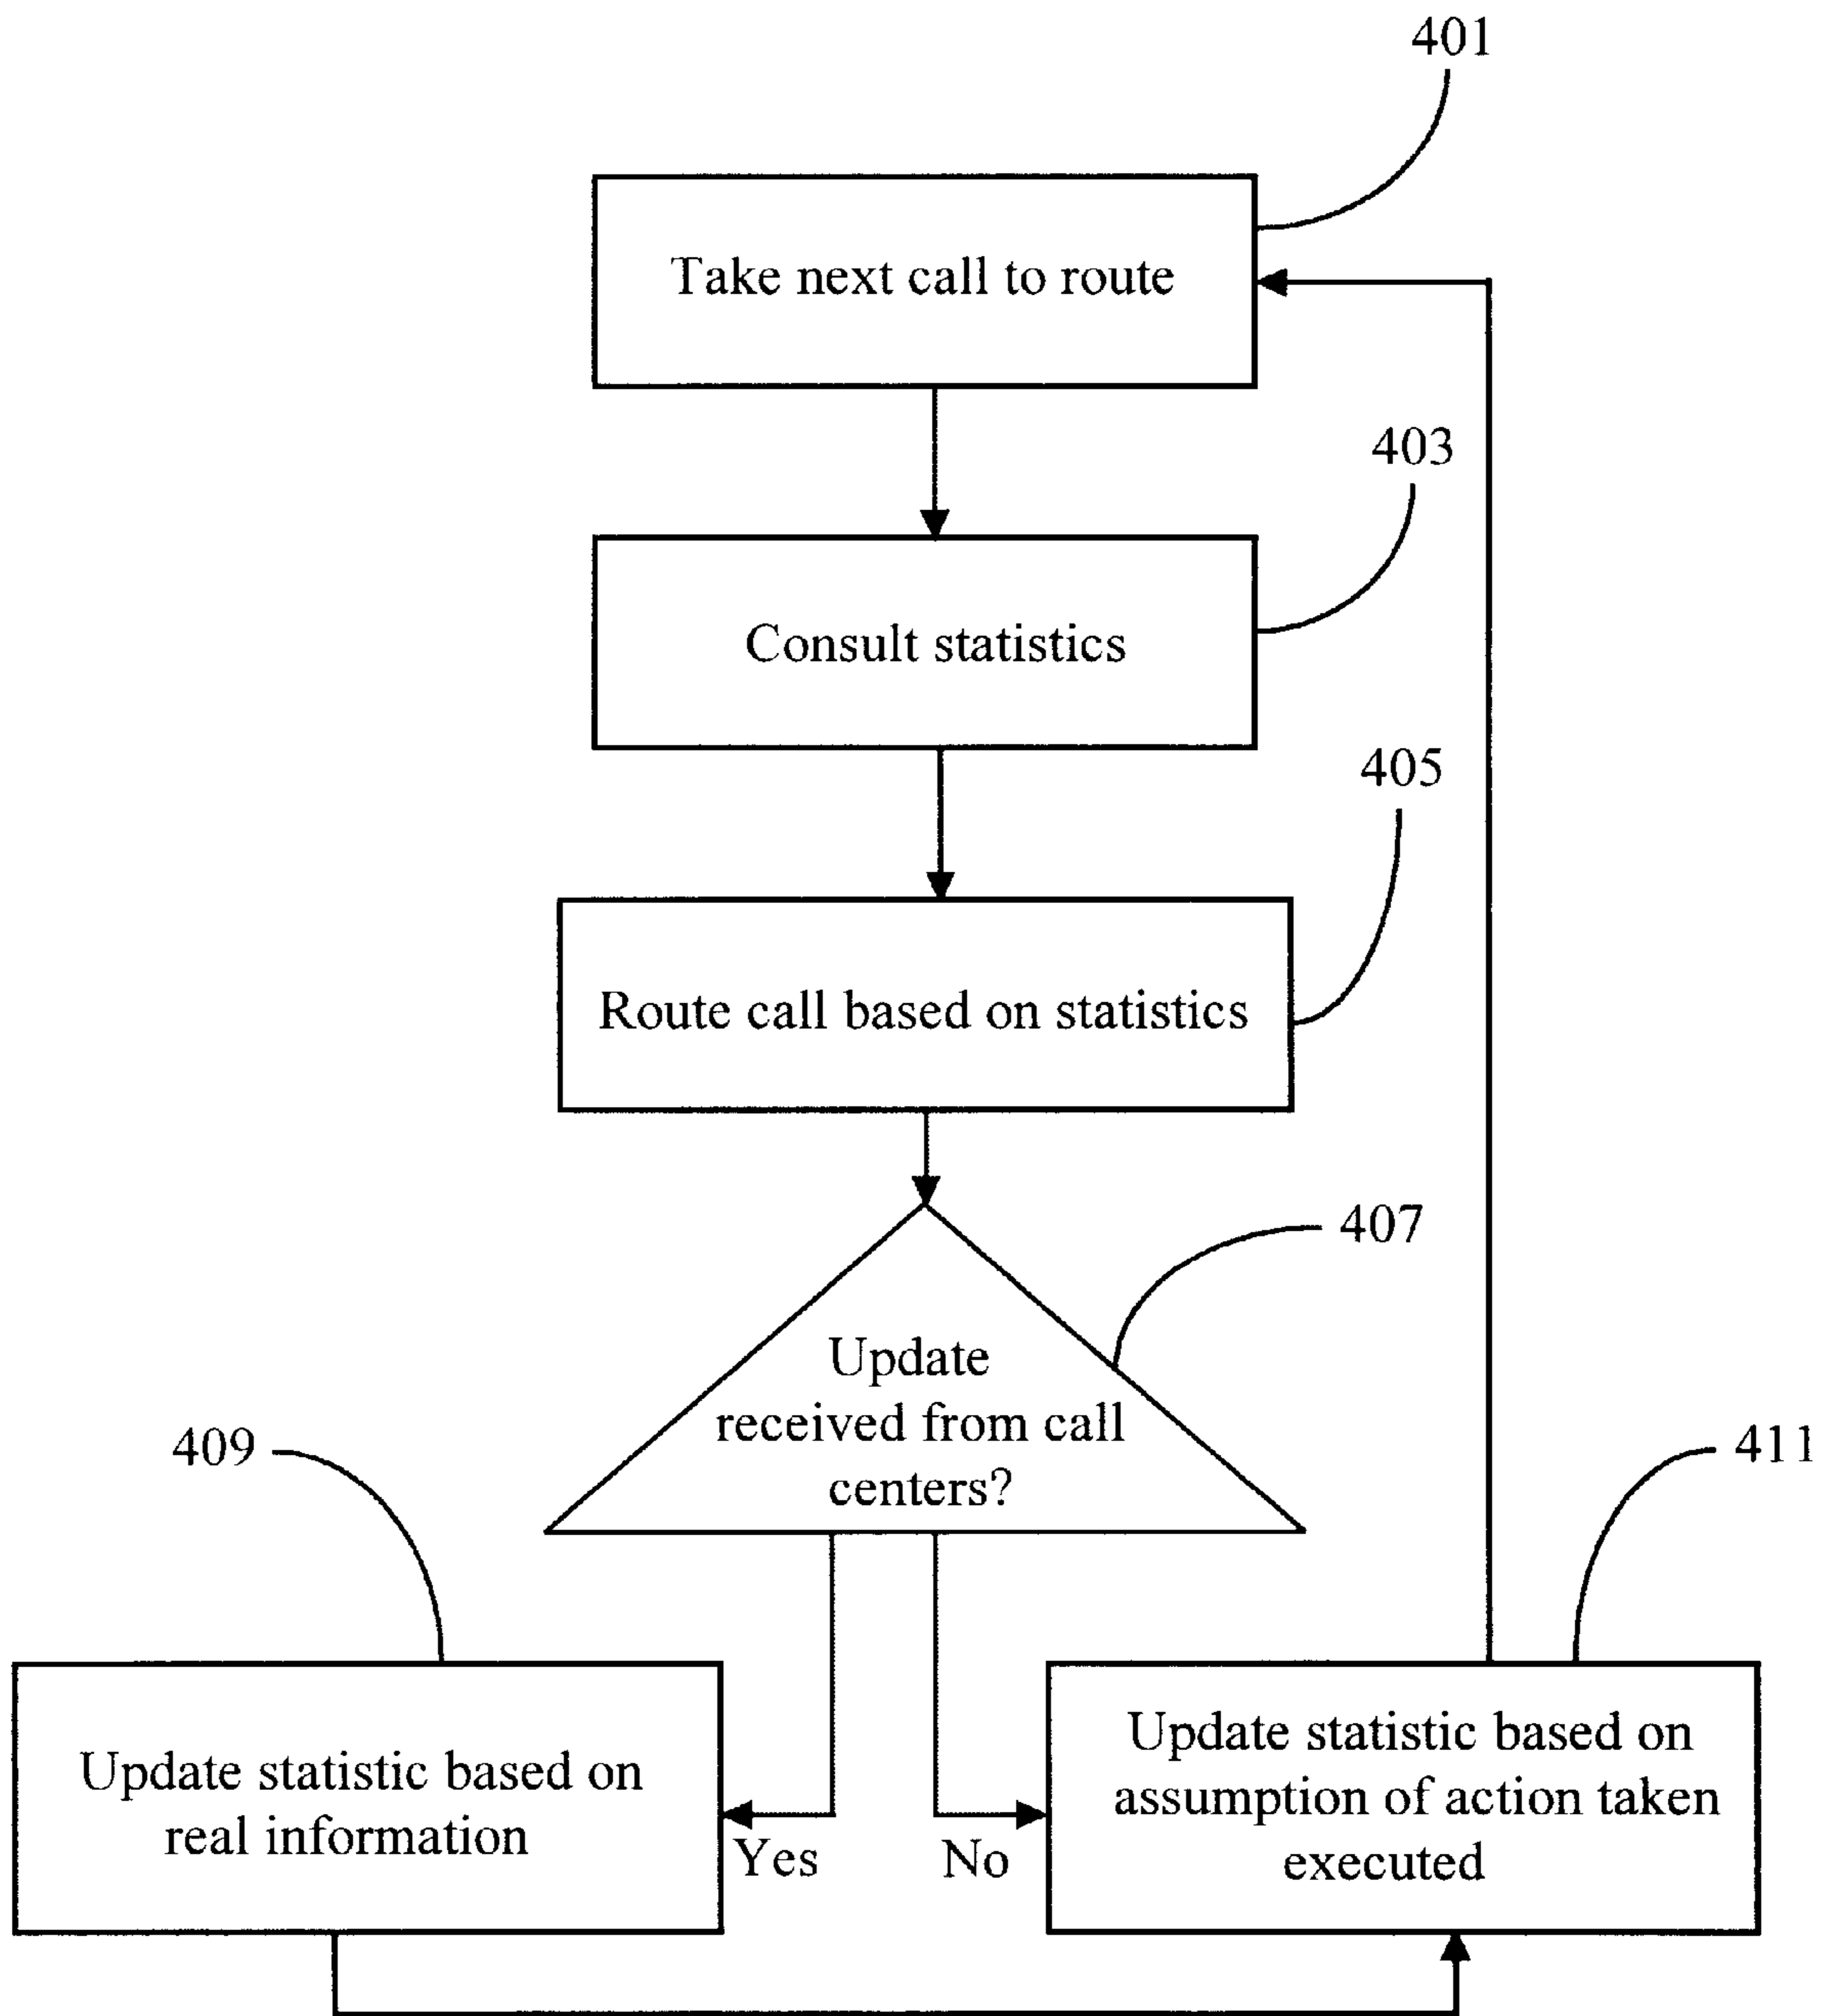 401
Take next call to route
403
Consult statistics
405
Route call based on statistics
407
Update
received from call
centers?
409
411
Update statistic based on
real information
Yes
No
Update statistic based on
assumption of action taken
executed